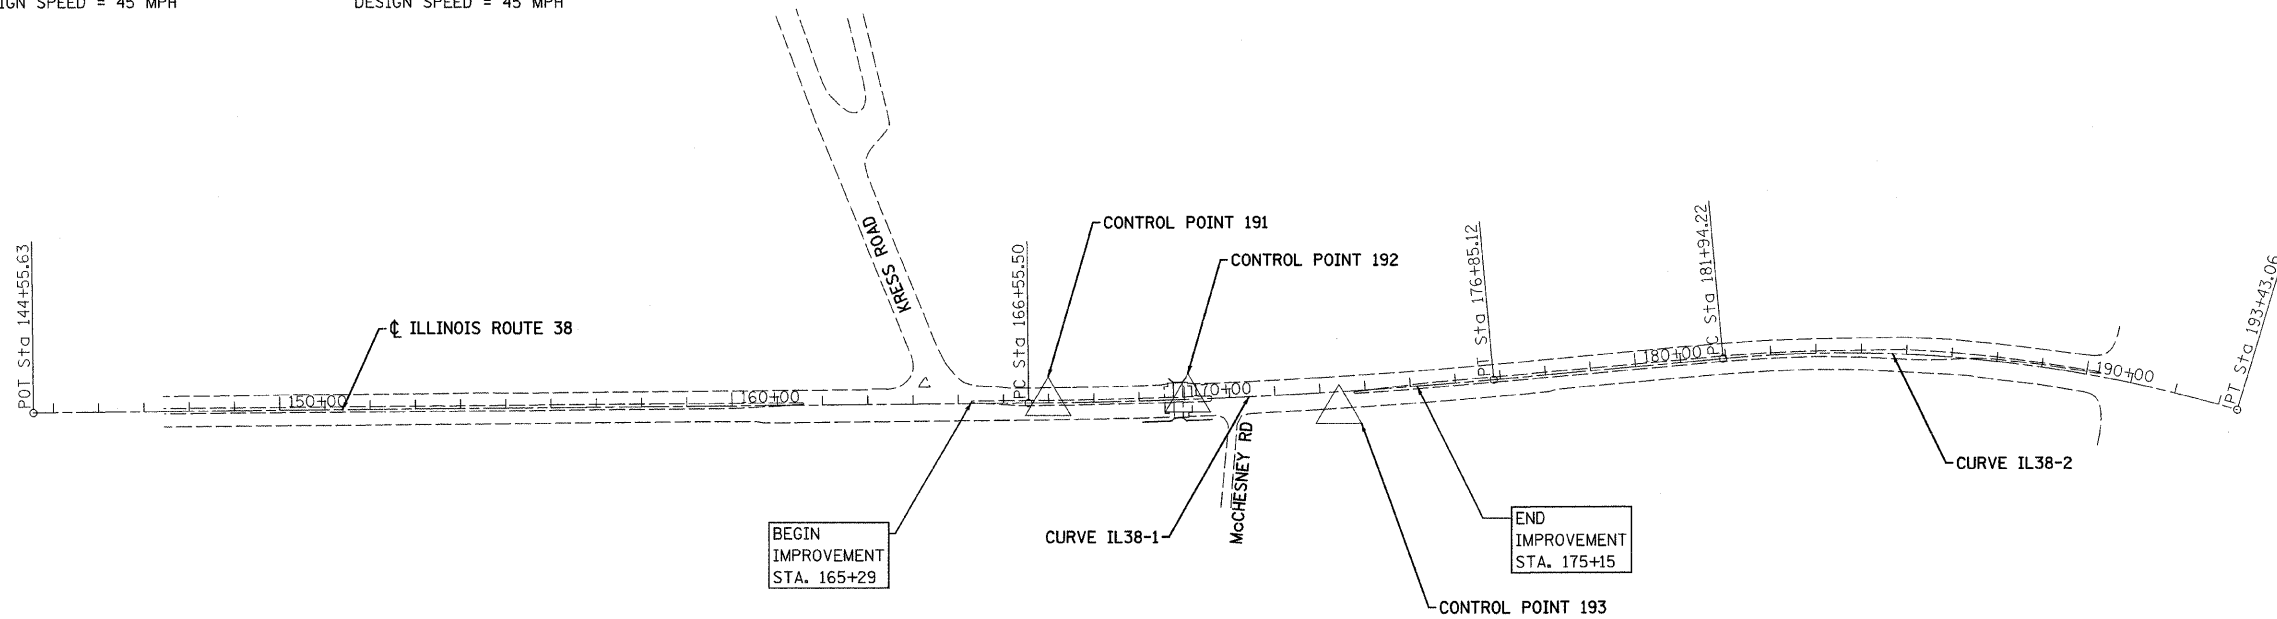 DESIGN SPEED = 45 MPH
CONTROL POINT 191
CONTROL POINT 192
KRESS ROAD
POT Sta 144+55.63
PC Sta 166+55.50
PT Sta 176+85.12
PC Sta 181+94.22
PT Sta 193+43.06
℄ ILLINOIS ROUTE 38
150+00
160+00
170+00
180+00
190+00
McCHESNEY RD
CURVE IL38-2
BEGIN
IMPROVEMENT
STA. 165+29
CURVE IL38-1
END
IMPROVEMENT
STA. 175+15
CONTROL POINT 193